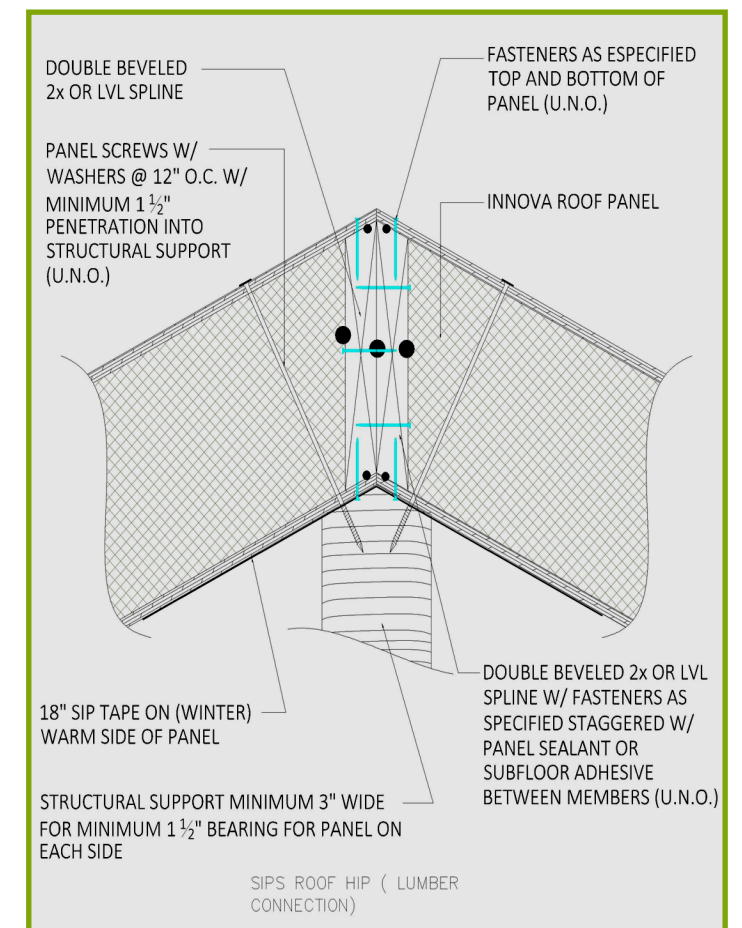 DOUBLE BEVELED
2x OR LVL SPLINE
FASTENERS AS ESPECIFIED
TOP AND BOTTOM OF
PANEL (U.N.O.)
PANEL SCREWS W/
WASHERS @ 12" O.C. W/
MINIMUM 1 ½"
PENETRATION INTO
STRUCTURAL SUPPORT
(U.N.O.)
INNOVA ROOF PANEL
18" SIP TAPE ON (WINTER)
WARM SIDE OF PANEL
DOUBLE BEVELED 2x OR LVL
SPLINE W/ FASTENERS AS
SPECIFIED STAGGERED W/
PANEL SEALANT OR
SUBFLOOR ADHESIVE
BETWEEN MEMBERS (U.N.O.)
STRUCTURAL SUPPORT MINIMUM 3" WIDE
FOR MINIMUM 1 ½" BEARING FOR PANEL ON
EACH SIDE
SIPS ROOF HIP ( LUMBER
CONNECTION)